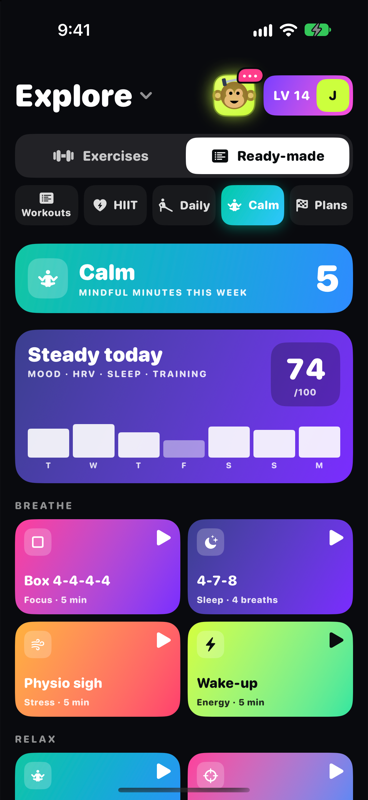 9:41
Explore
LV 14 J
Exercises Ready-made
Workouts HIIT Daily Calm Plans
Calm
MINDFUL MINUTES THIS WEEK
5
Steady today
MOOD · HRV · SLEEP · TRAINING
74
/100
T W T F S S M
BREATHE
Box 4-4-4-4
Focus · 5 min
4-7-8
Sleep · 4 breaths
Physio sigh
Stress · 5 min
Wake-up
Energy · 5 min
RELAX